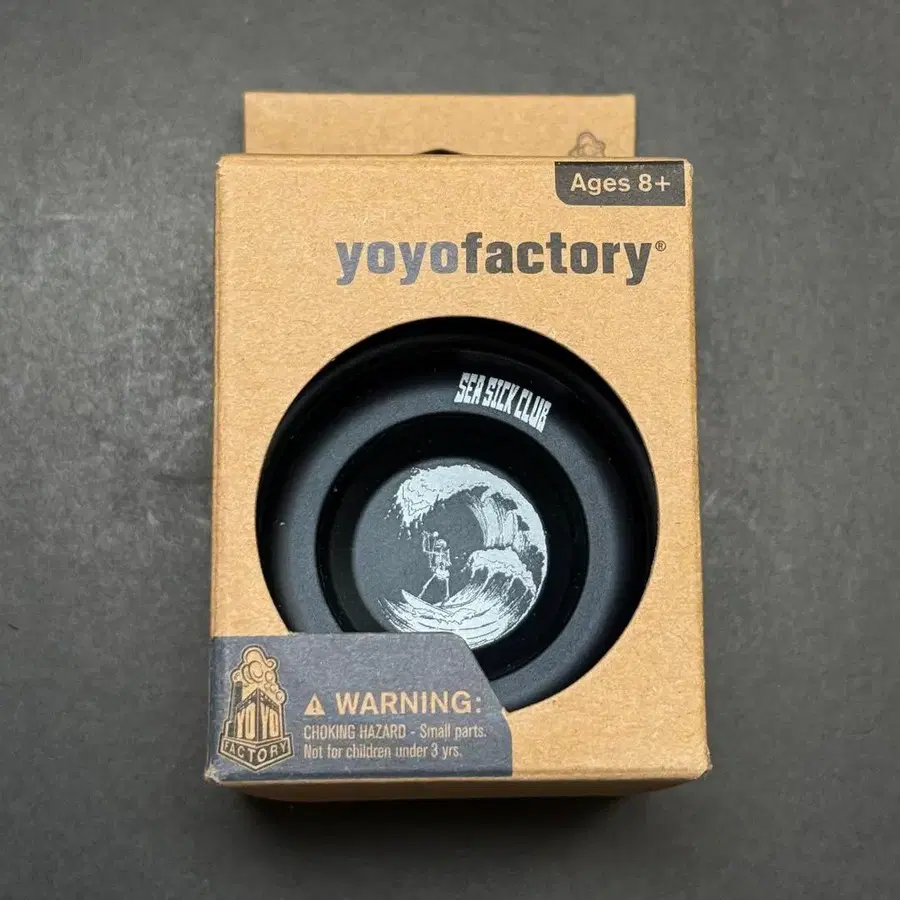 Ages 8+
yoyofactory®
SEA SICK CLUB
YO YO
FACTORY
⚠ WARNING:
CHOKING HAZARD - Small parts.
Not for children under 3 yrs.